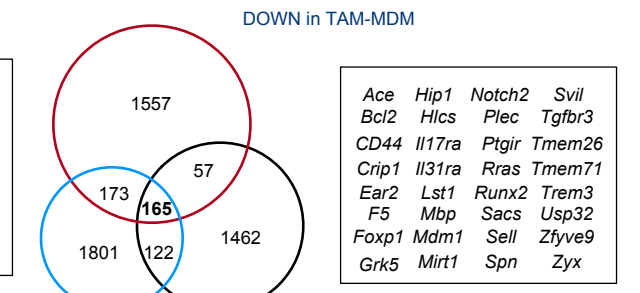 DOWN in TAM-MDM
1557
57
173
165
1801
122
1462
Ace Hip1 Notch2 Svil
Bcl2 Hlcs Plec Tgfbr3
CD44 Il17ra Ptgir Tmem26
Crip1 Il31ra Rras Tmem71
Ear2 Lst1 Runx2 Trem3
F5 Mbp Sacs Usp32
Foxp1 Mdm1 Sell Zfyve9
Grk5 Mirt1 Spn Zyx